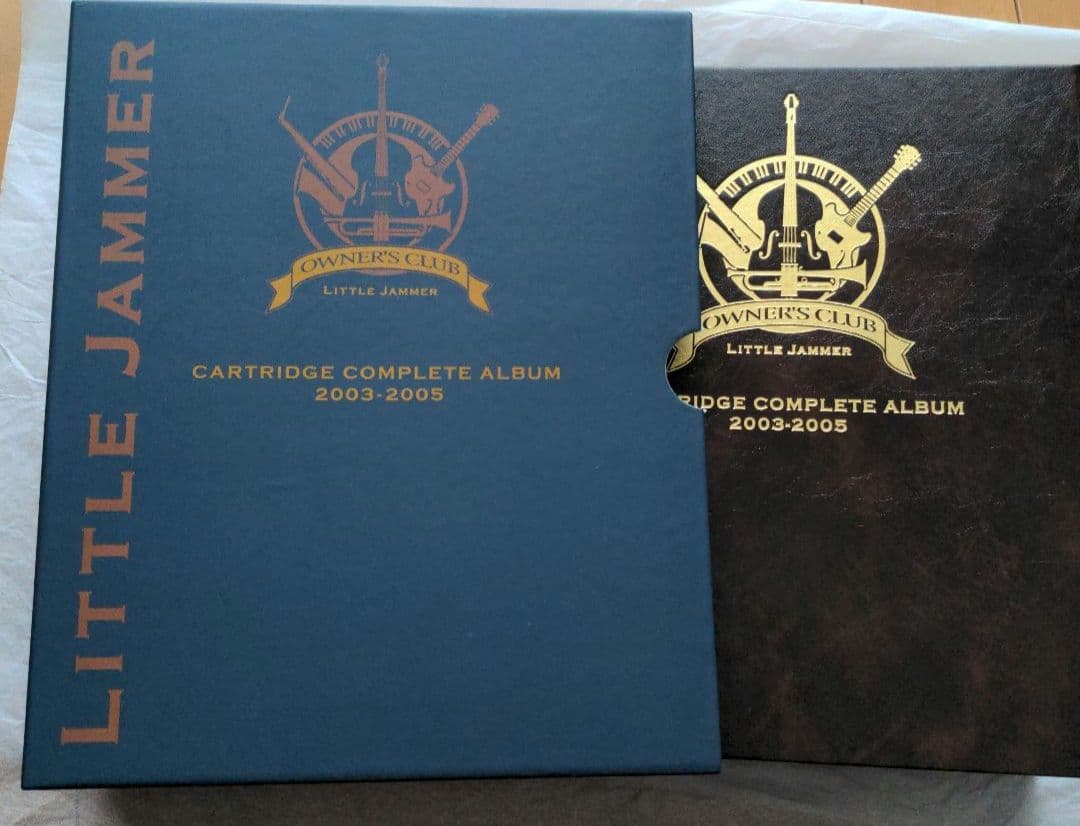 LITTLE JAMMER
OWNER'S CLUB
LITTLE JAMMER
CARTRIDGE COMPLETE ALBUM
2003-2005
OWNER'S CLUB
LITTLE JAMMER
RIDGE COMPLETE ALBUM
2003-2005